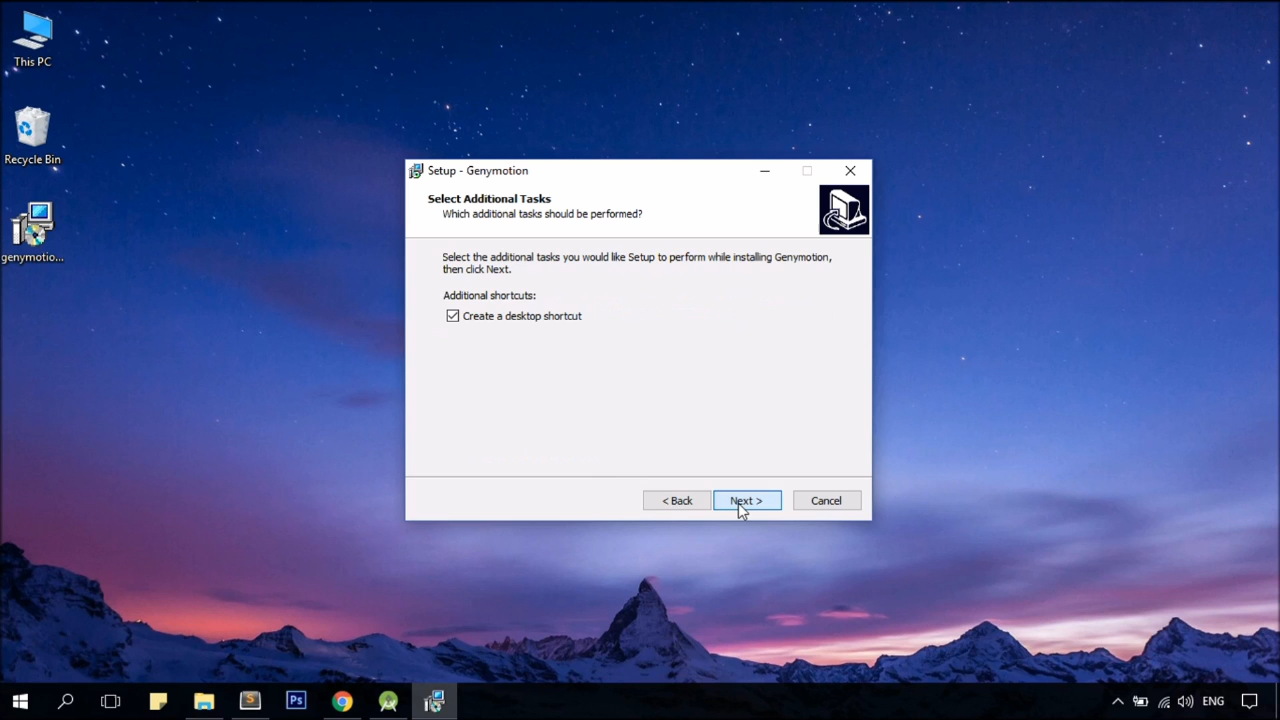 This PC
Recycle Bin
genymotio...
Setup - Genymotion
Select Additional Tasks
Which additional tasks should be performed?
Select the additional tasks you would like Setup to perform while installing Genymotion,
then click Next.
Additional shortcuts:
Create a desktop shortcut
< Back
Next >
Cancel
S
Ps
ENG